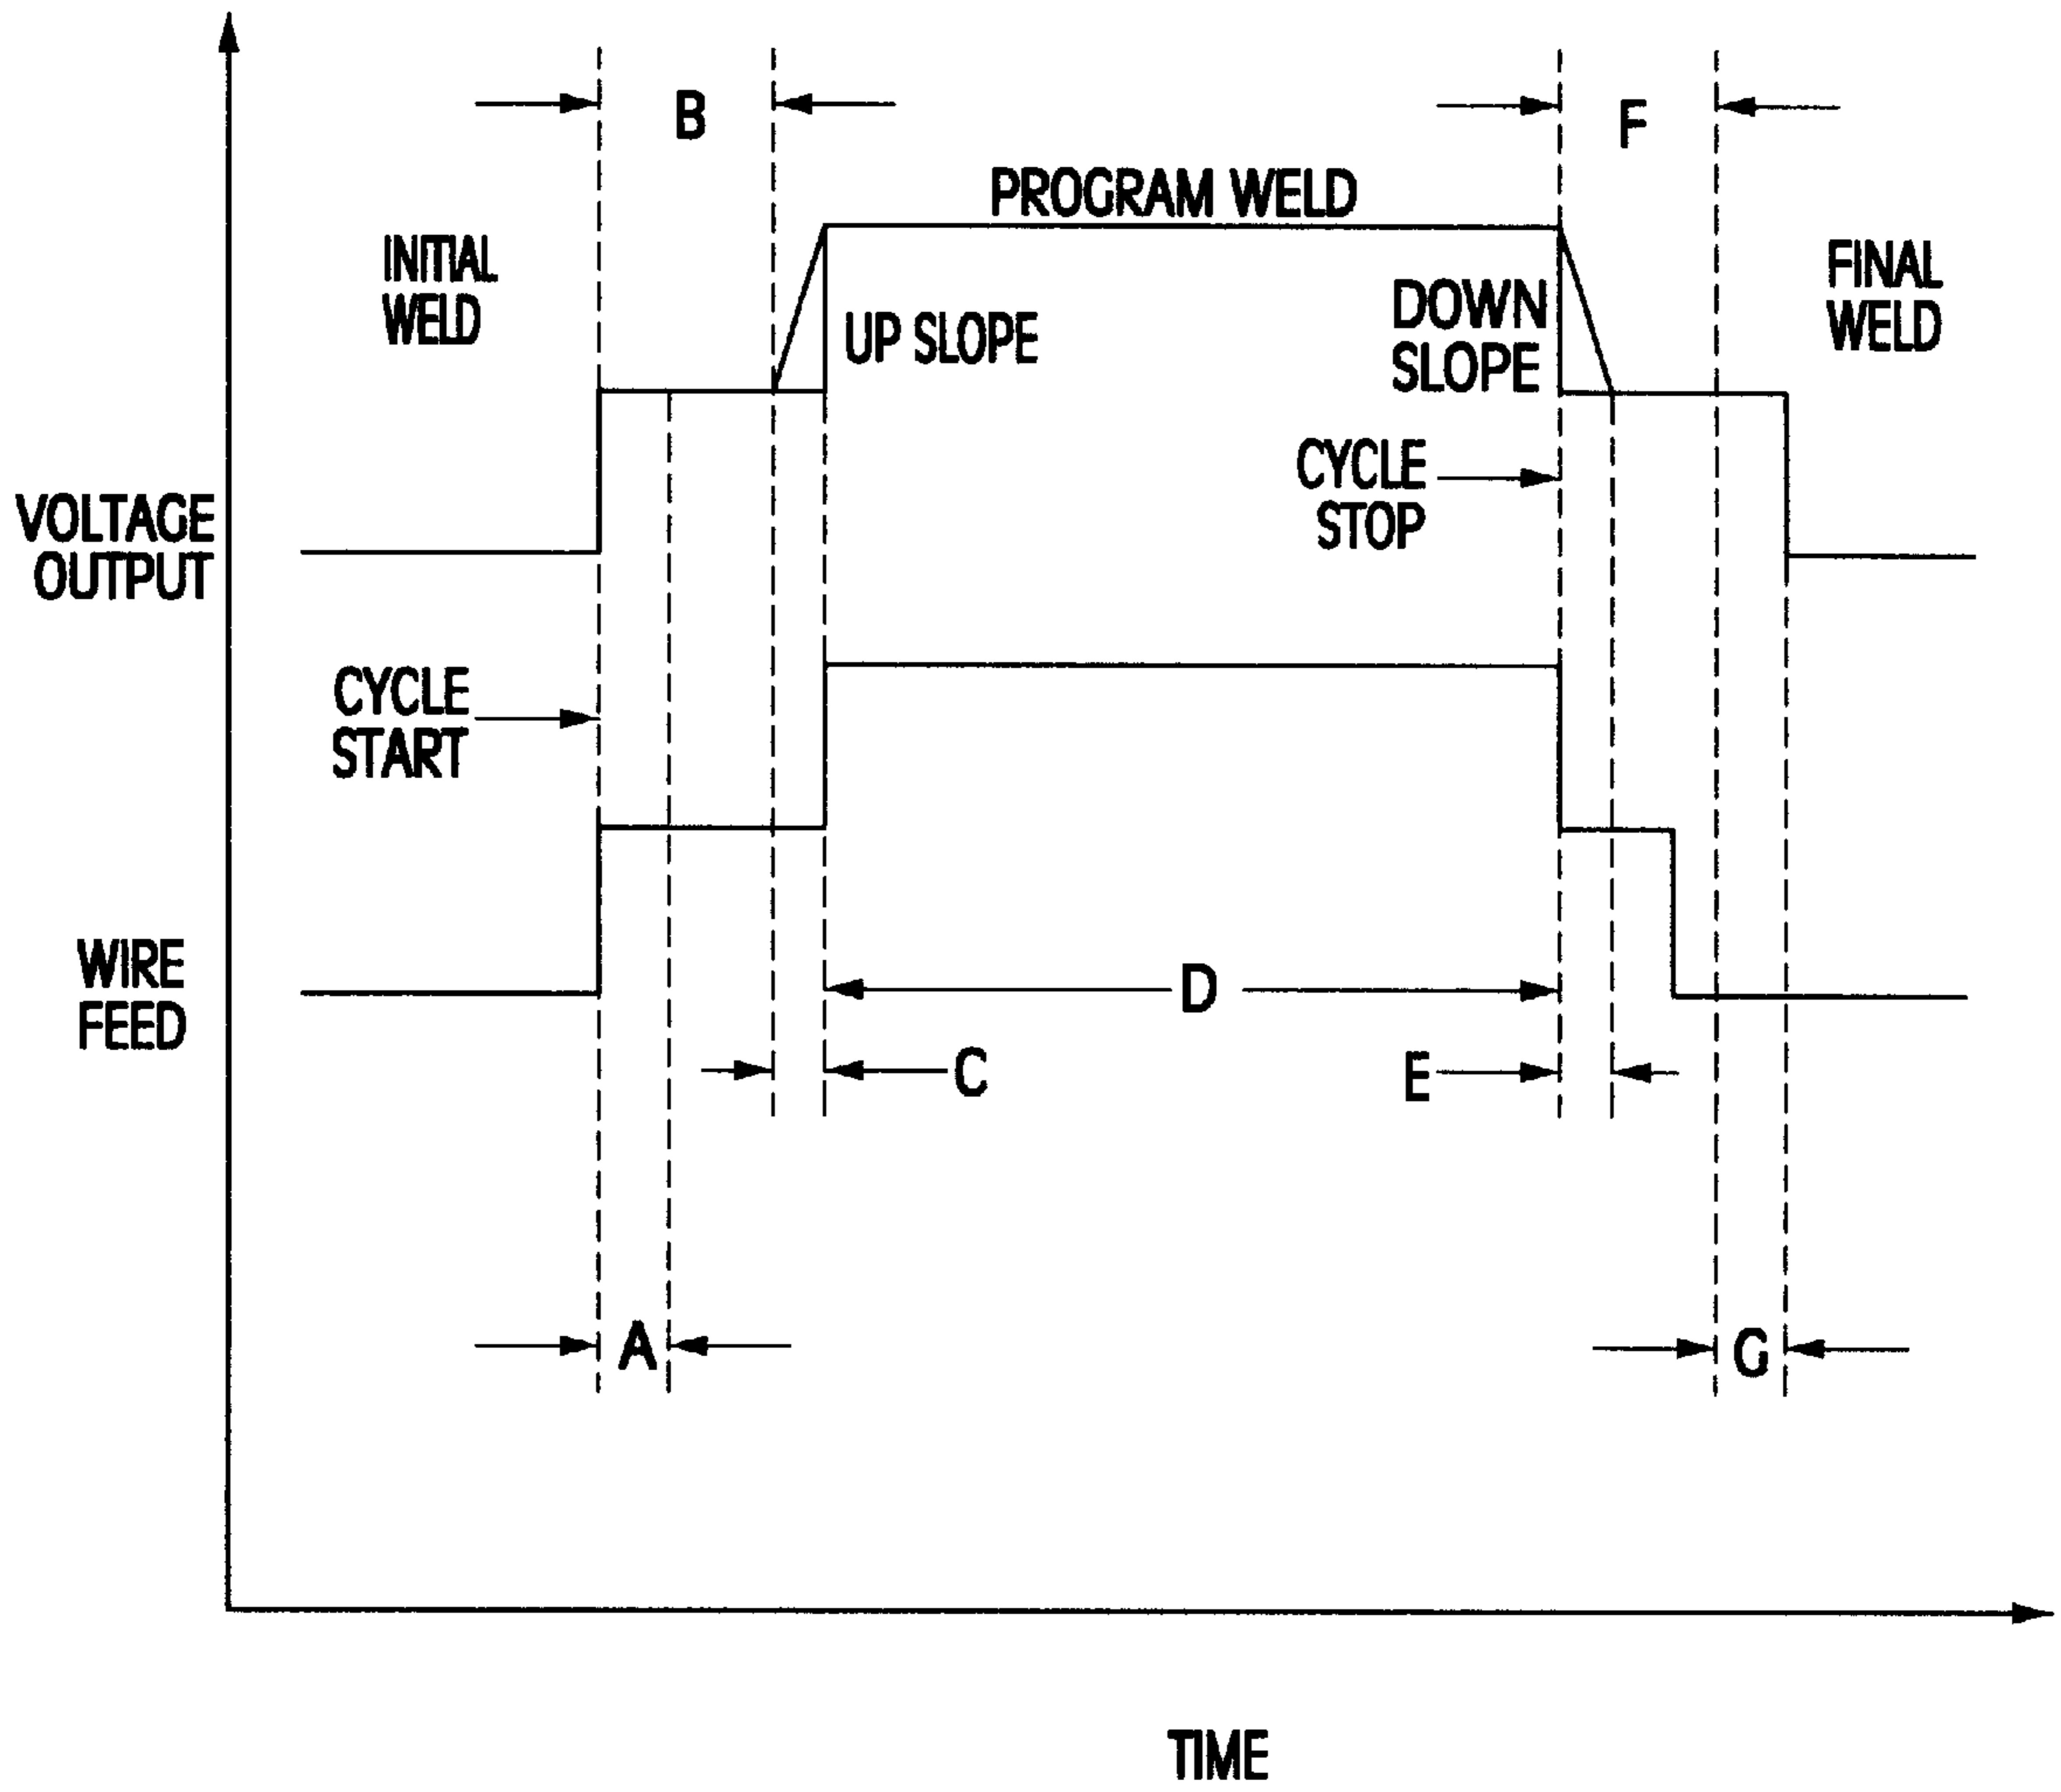 B
F
PROGRAM WELD
INITIAL
WELD
UP SLOPE
DOWN
SLOPE
FINAL
WELD
CYCLE
STOP
VOLTAGE
OUTPUT
CYCLE
START
WIRE
FEED
D
C
E
A
G
TIME